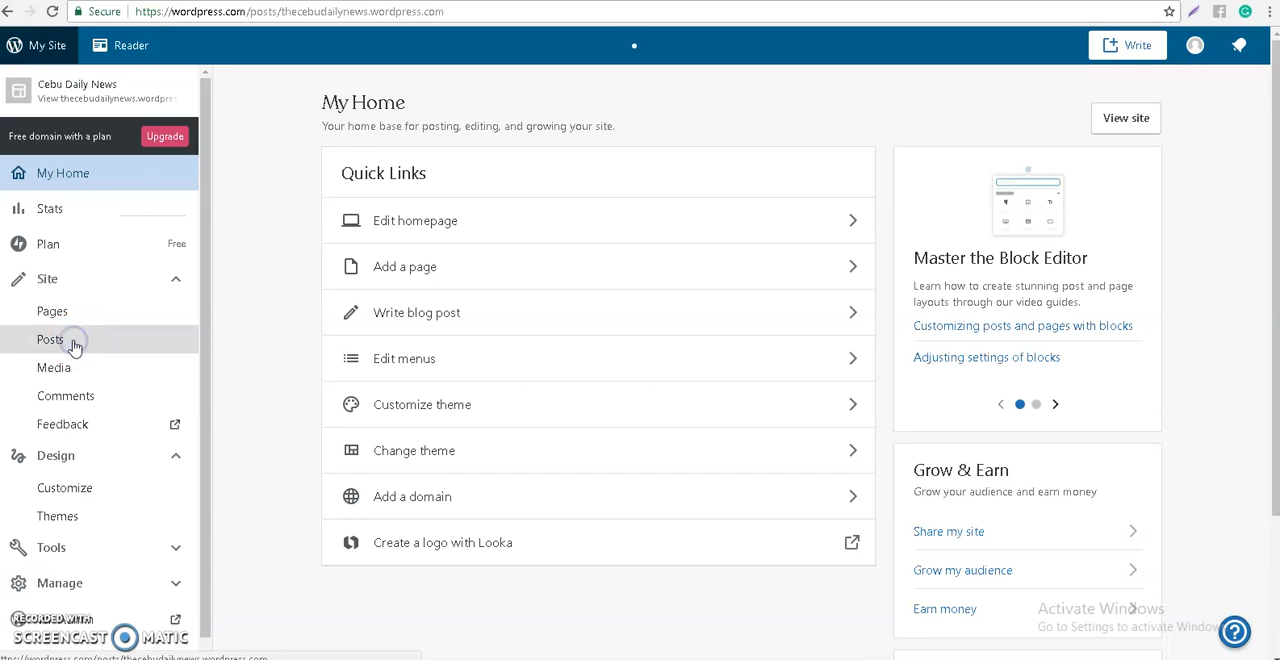 Secure https://wordpress.com/posts/thecebudailynews.wordpress.com
My Site Reader Write
Cebu Daily News
View thecebudailynews.wordpre
Free domain with a plan Upgrade
My Home
Stats
Plan Free
Site
Pages
Posts
Media
Comments
Feedback
Design
Customize
Themes
Tools
Manage
RECORDED WITH
SCREENCAST MATIC
ttps://wordpress.com/posts/thecebudailynews.wordpress.com
My Home
Your home base for posting, editing, and growing your site.
View site
Quick Links
Edit homepage
Add a page
Write blog post
Edit menus
Customize theme
Change theme
Add a domain
Create a logo with Looka
Master the Block Editor
Learn how to create stunning post and page
layouts through our video guides.
Customizing posts and pages with blocks
Adjusting settings of blocks
Grow & Earn
Grow your audience and earn money
Share my site
Grow my audience
Earn money
Activate Windows
Go to Settings to activate Window